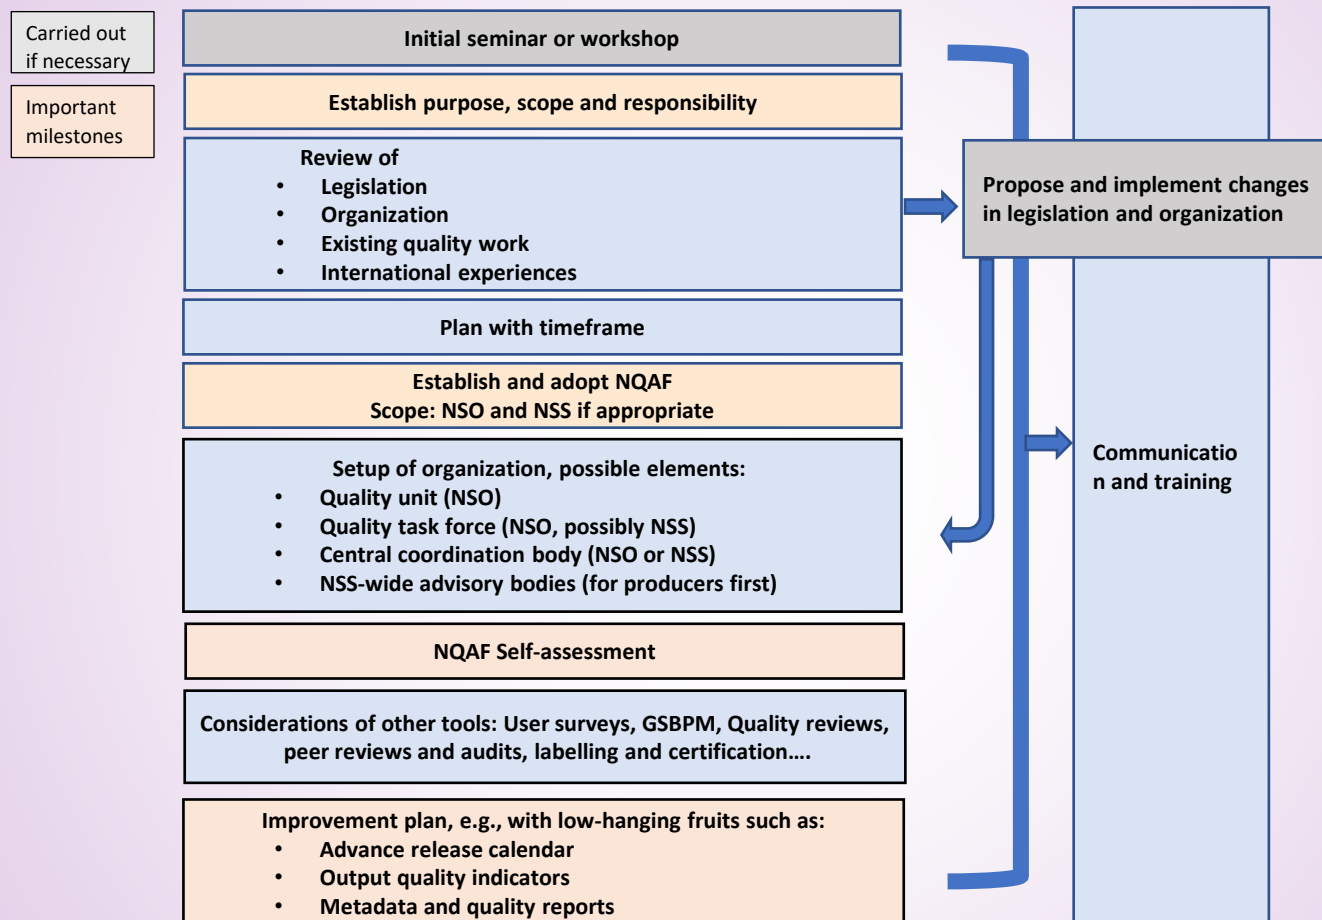 Carried out
if necessary
Important
milestones
Initial seminar or workshop
Establish purpose, scope and responsibility
Review of
• Legislation
• Organization
• Existing quality work
• International experiences
Plan with timeframe
Establish and adopt NQAF
Scope: NSO and NSS if appropriate
Setup of organization, possible elements:
• Quality unit (NSO)
• Quality task force (NSO, possibly NSS)
• Central coordination body (NSO or NSS)
• NSS-wide advisory bodies (for producers first)
NQAF Self-assessment
Considerations of other tools: User surveys, GSBPM, Quality reviews,
peer reviews and audits, labelling and certification….
Improvement plan, e.g., with low-hanging fruits such as:
• Advance release calendar
• Output quality indicators
• Metadata and quality reports
Propose and implement changes
in legislation and organization
Communicatio
n and training